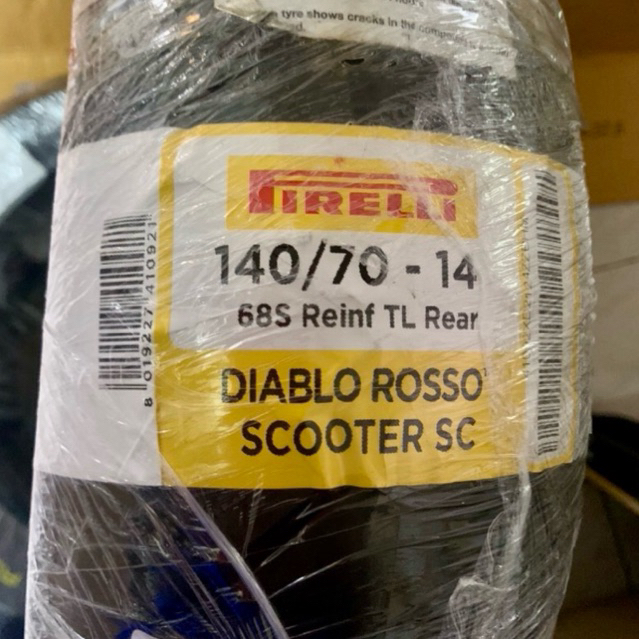 tyre shows cracks in the
PIRELLI
140/70 - 14
68S Reinf TL Rear
DIABLO ROSSO
SCOOTER SC
8 019227 410921